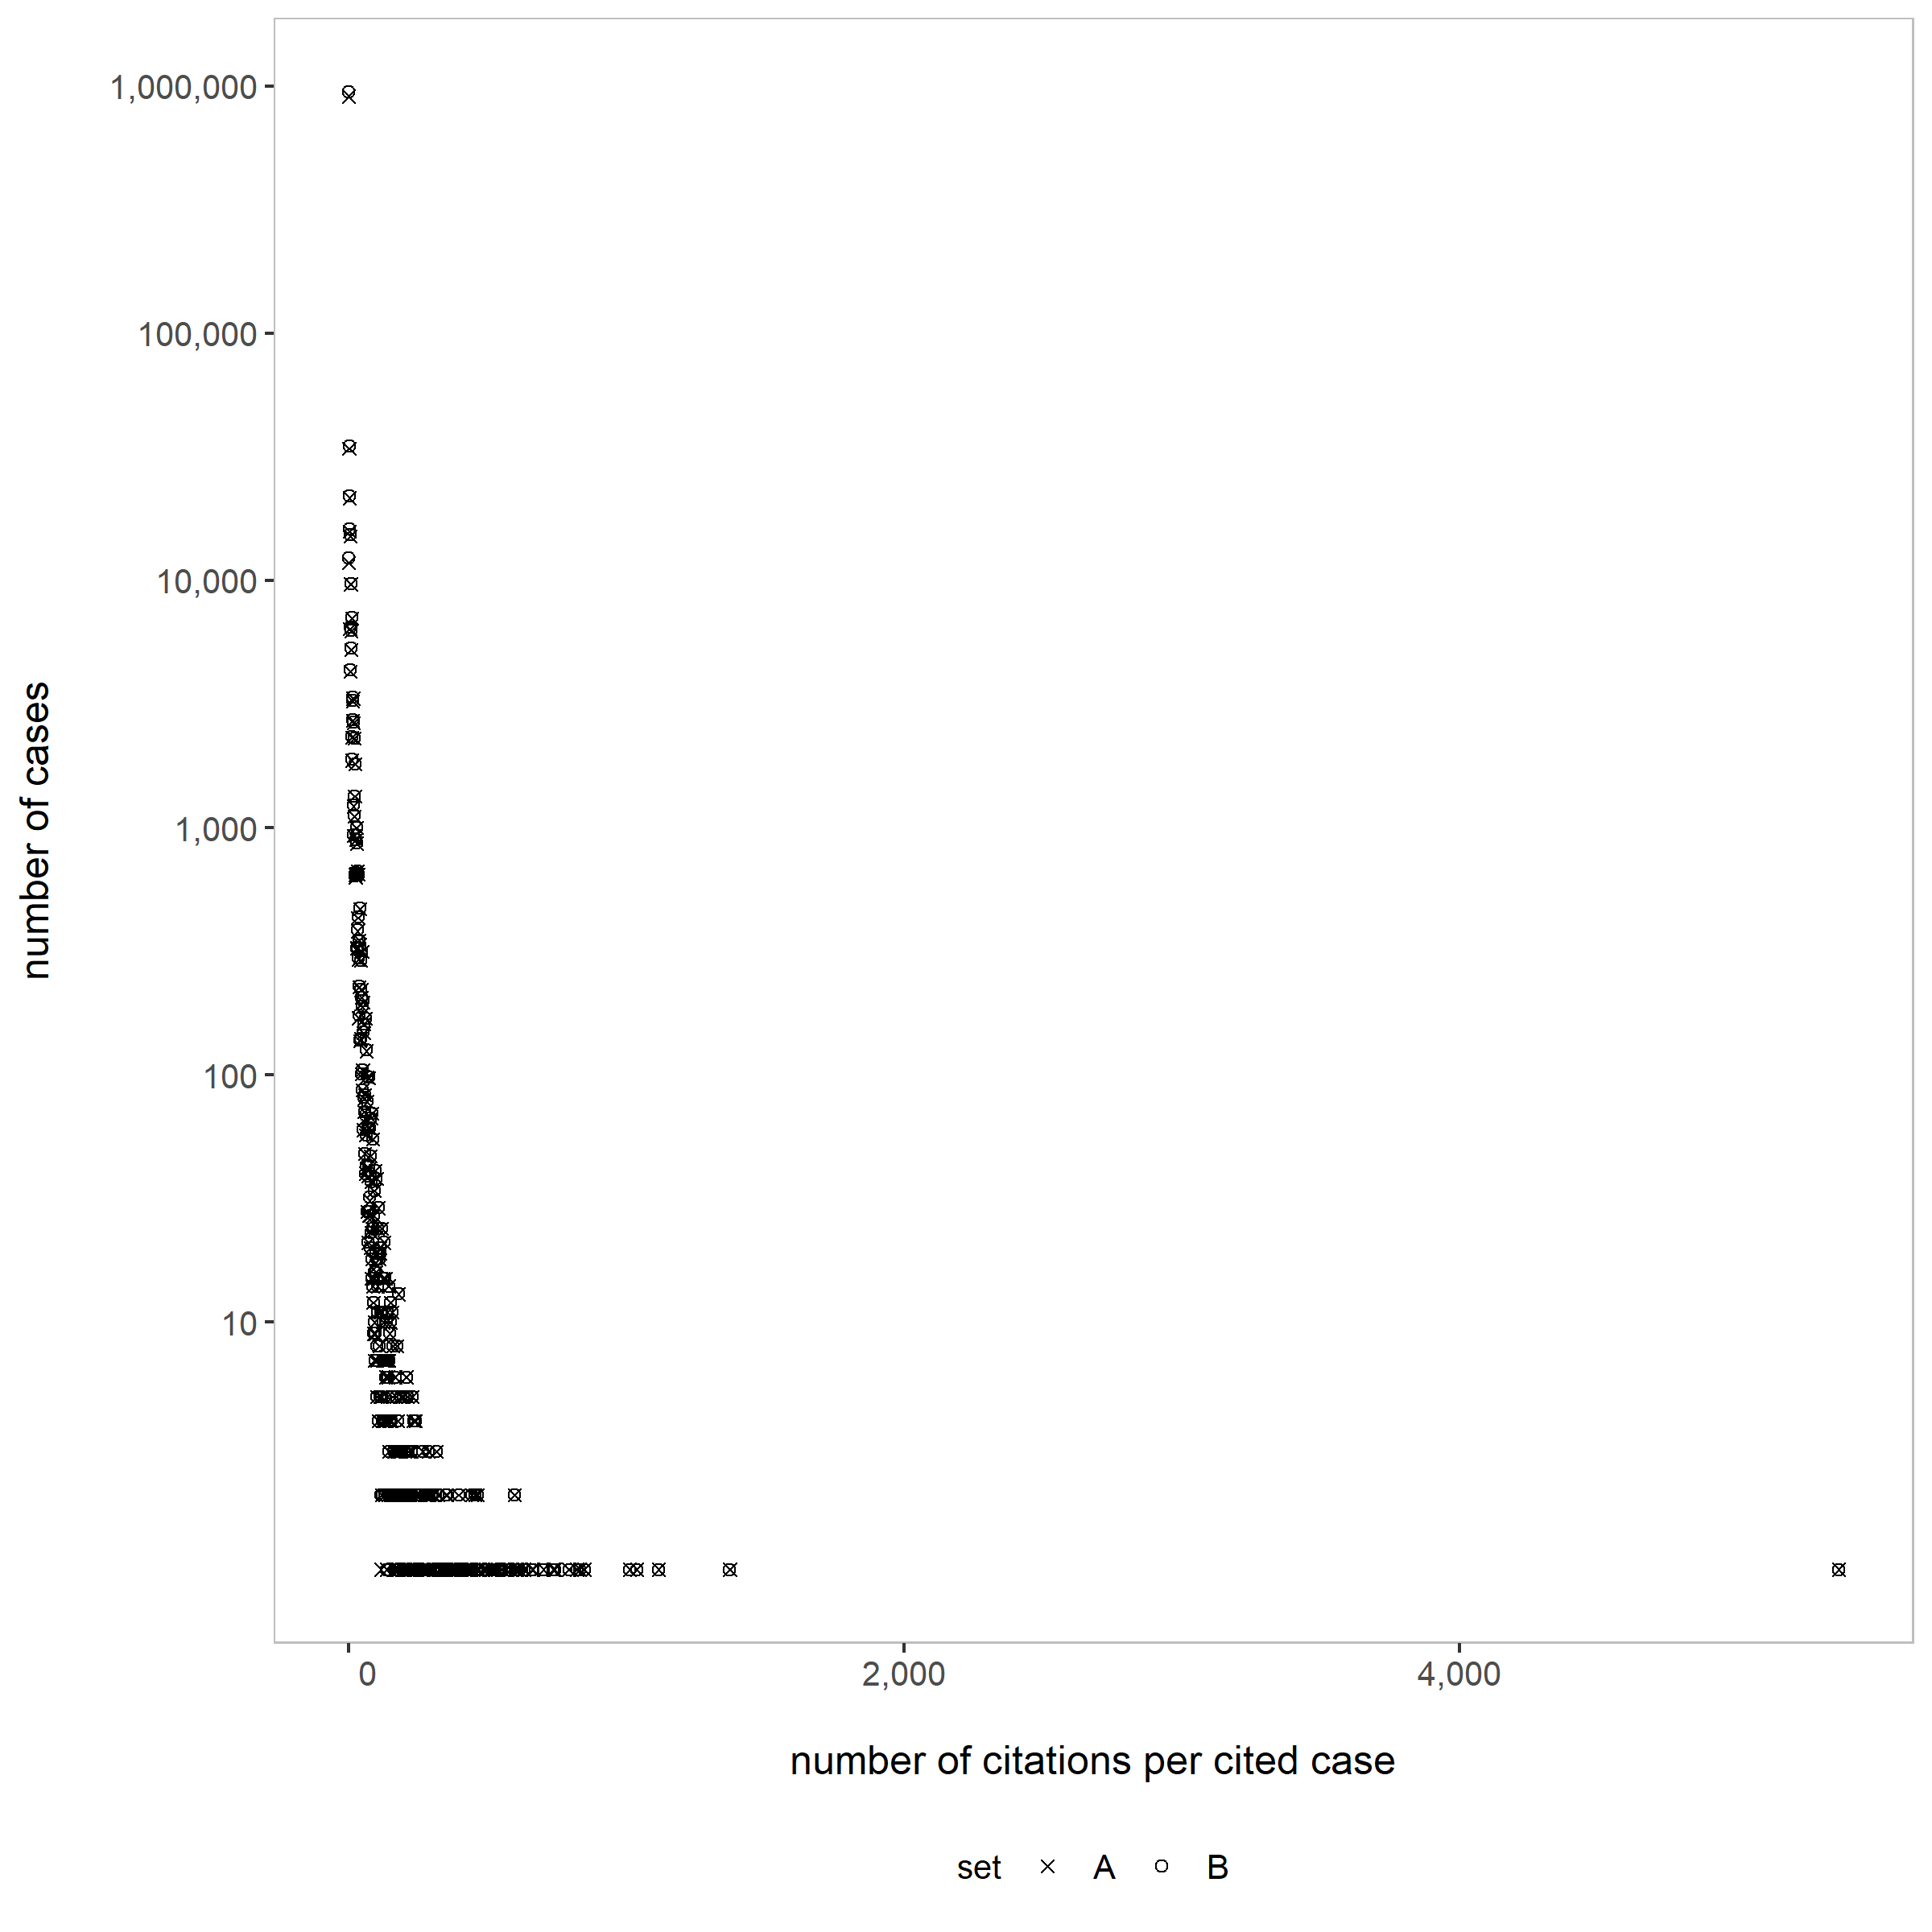 1,000,000
100,000
10,000
1,000
100
10
number of cases
0 2,000 4,000
number of citations per cited case
set A B